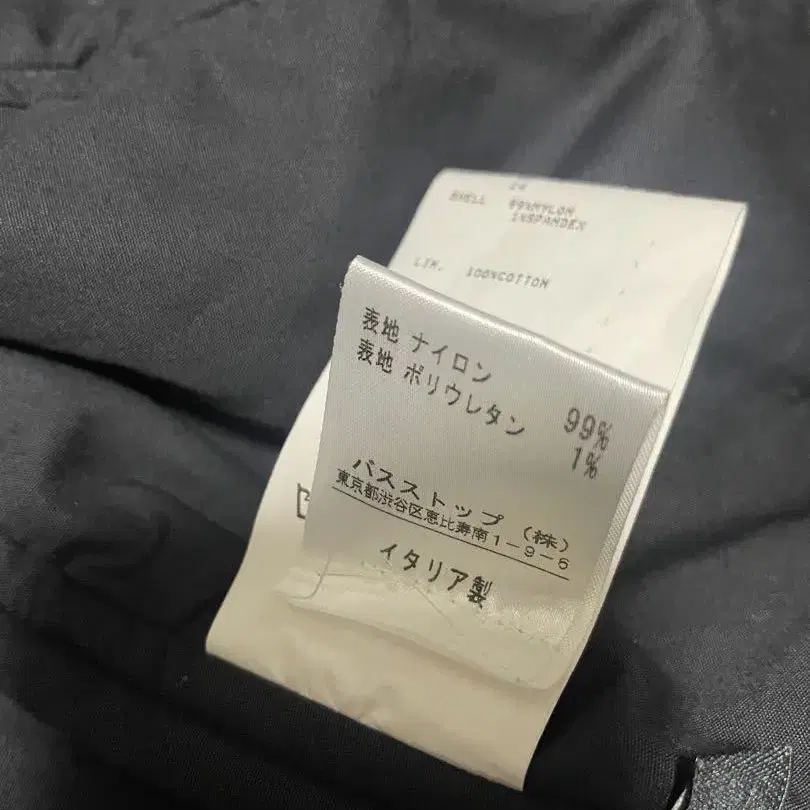 SHELL 99%NYLON
1%SPANDEX
LIN. 100%COTTON
表地 ナイロン 99%
表地 ポリウレタン 1%
バスストップ (株)
東京都渋谷区恵比寿南1-9-6
イタリア製